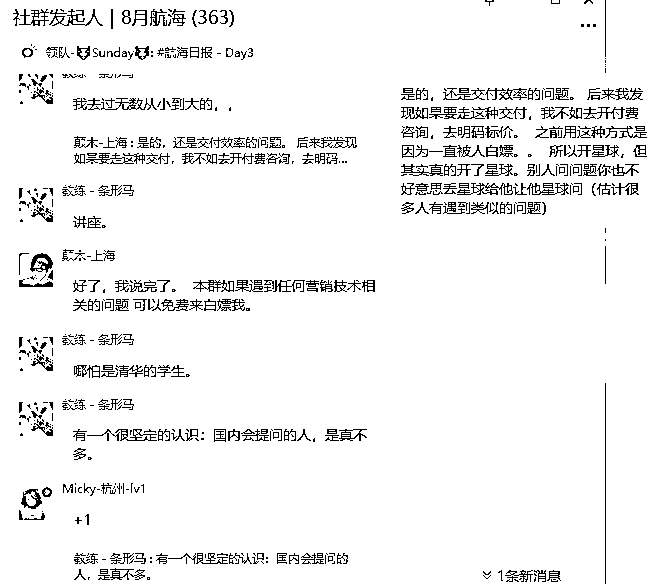 社群发起人 | 8月航海 (363)
领队-🐯Sunday🐯: #航海日报 - Day3
教练 - 条形马
我去过无数从小到大的，，
颠木-上海 : 是的，还是交付效率的问题。 后来我发现
如果要走这种交付，我不如去开付费咨询，去明码...
教练 - 条形马
讲座。
颠木-上海
好了，我说完了。 本群如果遇到任何营销技术相
关的问题 可以免费来白嫖我。
教练 - 条形马
哪怕是清华的学生。
教练 - 条形马
有一个很坚定的认识：国内会提问的人，是真不
多。
Micky-杭州-lv1
+1
教练 - 条形马 : 有一个很坚定的认识：国内会提问的
人，是真不多。
是的，还是交付效率的问题。 后来我发
现如果要走这种交付，我不如去开付费
咨询，去明码标价。 之前用这种方式是
因为一直被人白嫖。。 所以开星球，但
其实真的开了星球。别人问问题你也不
好意思丢星球给他让他星球问（估计很
多人有遇到类似的问题）
1条新消息